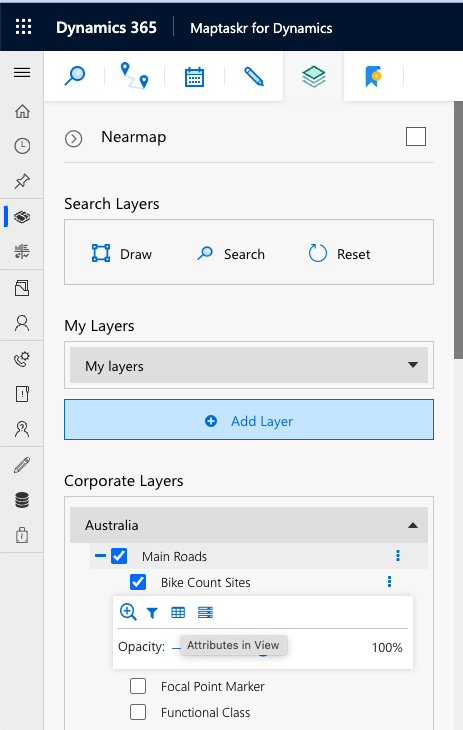 Dynamics 365 Maptaskr for Dynamics
Nearmap
Search Layers
Draw Search Reset
My Layers
My layers
Add Layer
Corporate Layers
Australia
Main Roads
Bike Count Sites
Opacity: Attributes in View 100%
Focal Point Marker
Functional Class